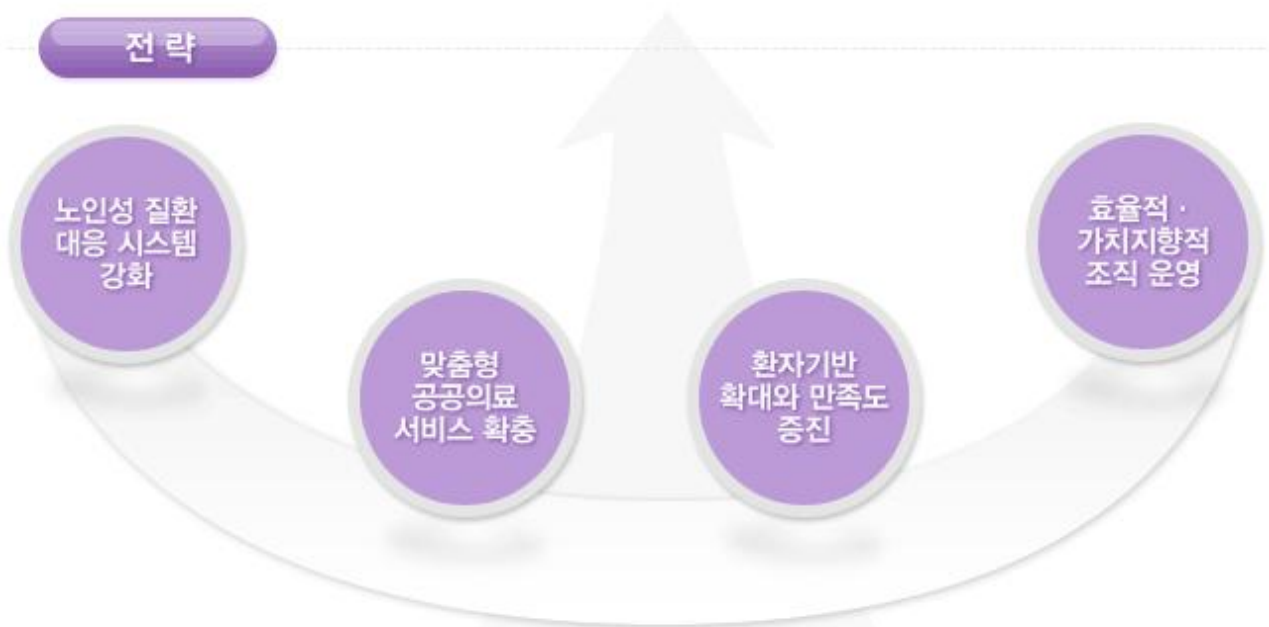 전 략
노인성 질환
대응 시스템
강화
맞춤형
공공의료
서비스 확충
환자기반
확대와 만족도
증진
효율적 ·
가치지향적
조직 운영